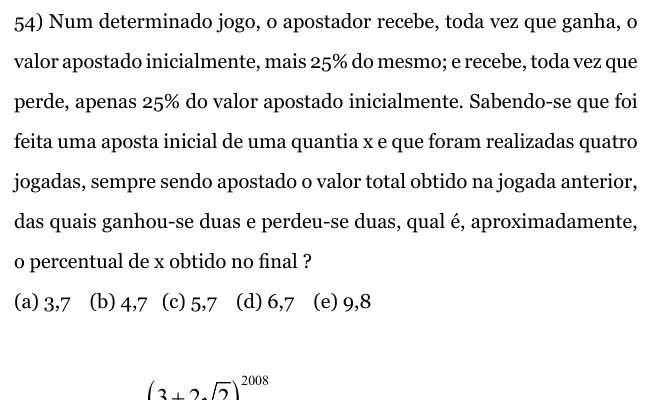 54) Num determinado jogo, o apostador recebe, toda vez que ganha, o
valor apostado inicialmente, mais 25% do mesmo; e recebe, toda vez que
perde, apenas 25% do valor apostado inicialmente. Sabendo-se que foi
feita uma aposta inicial de uma quantia x e que foram realizadas quatro
jogadas, sempre sendo apostado o valor total obtido na jogada anterior,
das quais ganhou-se duas e perdeu-se duas, qual é, aproximadamente,
o percentual de x obtido no final ?
(a) 3,7 (b) 4,7 (c) 5,7 (d) 6,7 (e) 9,8
(3+2√2)^2008